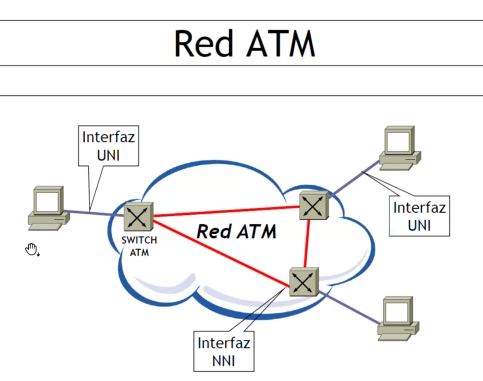 Red ATM
Interfaz
UNI
Interfaz
UNI
SWITCH
ATM
Red ATM
Interfaz
NNI